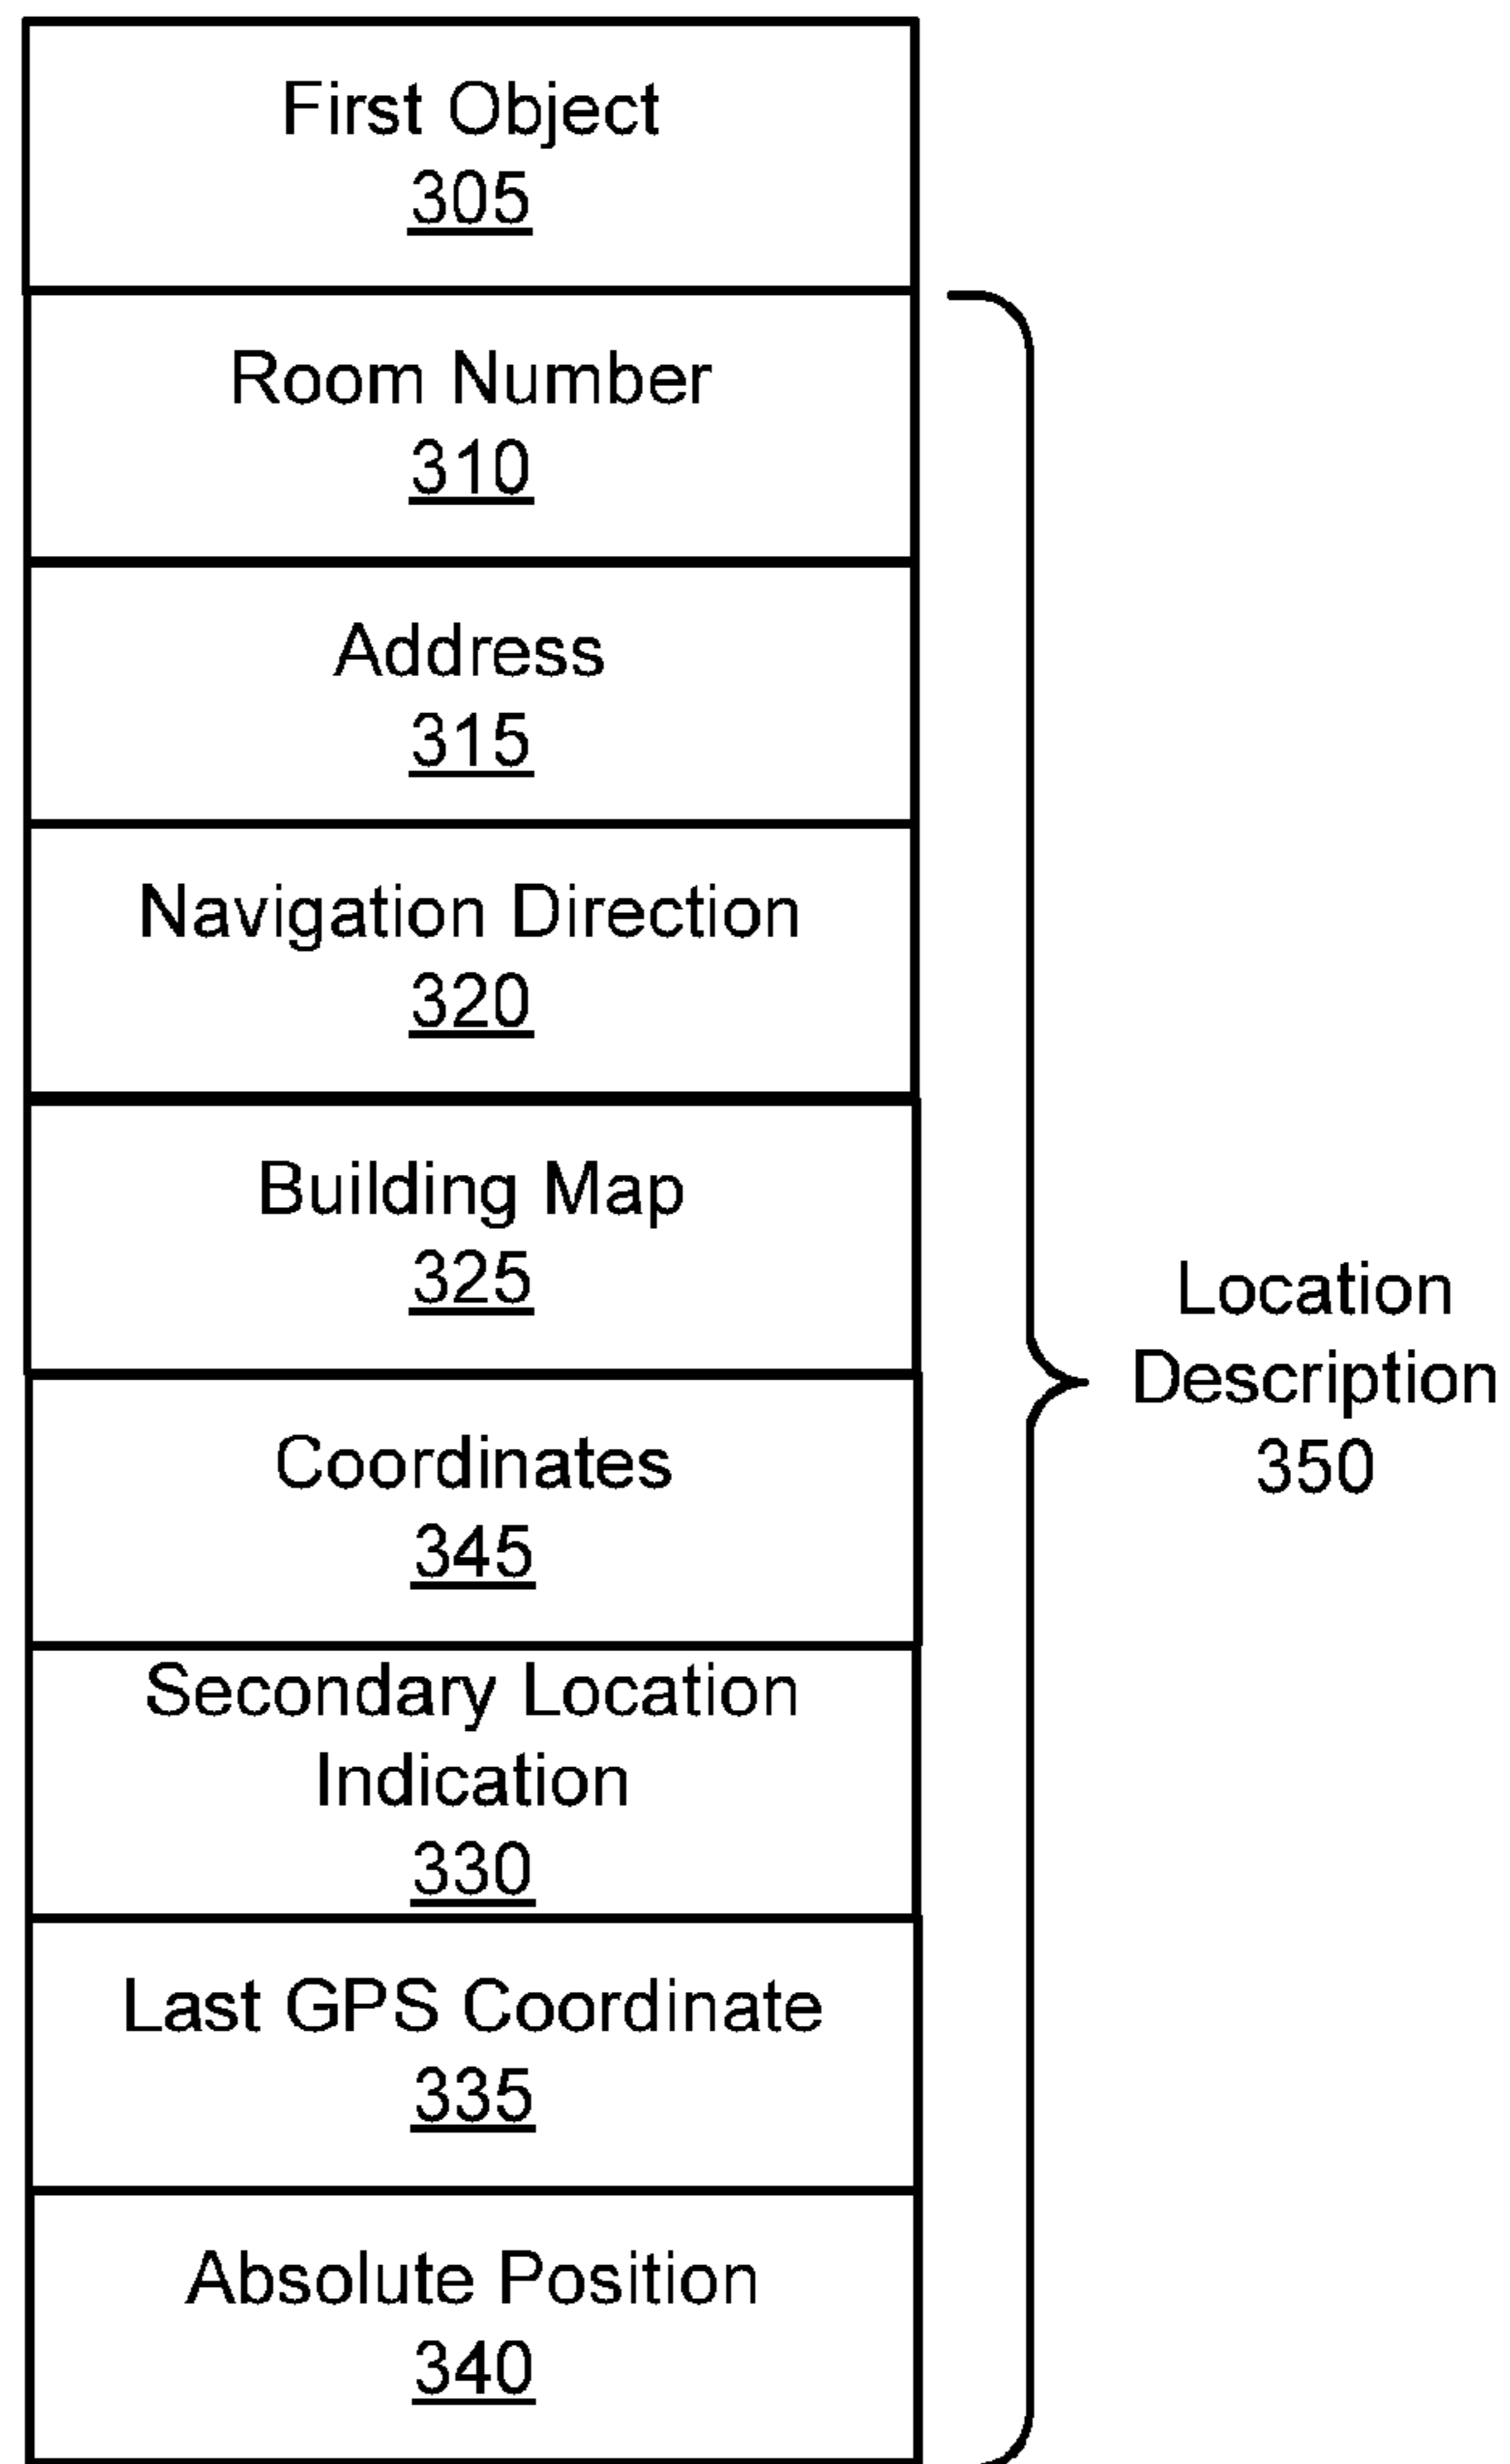 First Object
305
Room Number
310
Address
315
Navigation Direction
320
Building Map
325
Coordinates
345
Secondary Location
Indication
330
Last GPS Coordinate
335
Absolute Position
340
Location
Description
350